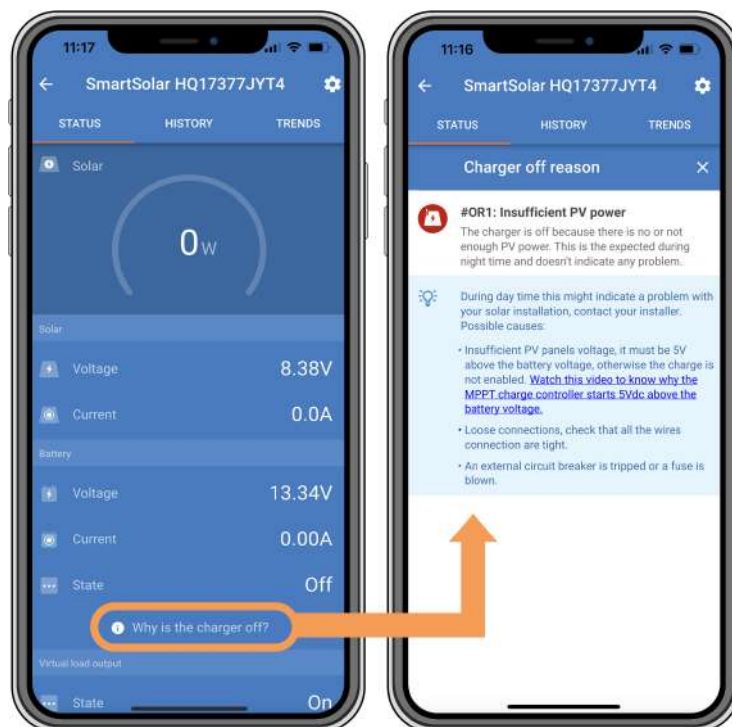 11:17
SmartSolar HQ17377JYT4
STATUS HISTORY TRENDS
Solar
0W
Solar
Voltage 8.38V
Current 0.0A
Battery
Voltage 13.34V
Current 0.00A
State Off
Why is the charger off?
Virtual load output
State On
11:16
SmartSolar HQ17377JYT4
STATUS HISTORY TRENDS
Charger off reason
#OR1: Insufficient PV power
The charger is off because there is no or not
enough PV power. This is the expected during
night time and doesn't indicate any problem.
During day time this might indicate a problem with
your solar installation, contact your installer.
Possible causes:
• Insufficient PV panels voltage, it must be 5V
above the battery voltage, otherwise the charge is
not enabled. Watch this video to know why the
MPPT charge controller starts 5Vdc above the
battery voltage.
• Loose connections, check that all the wires
connection are tight.
• An external circuit breaker is tripped or a fuse is
blown.